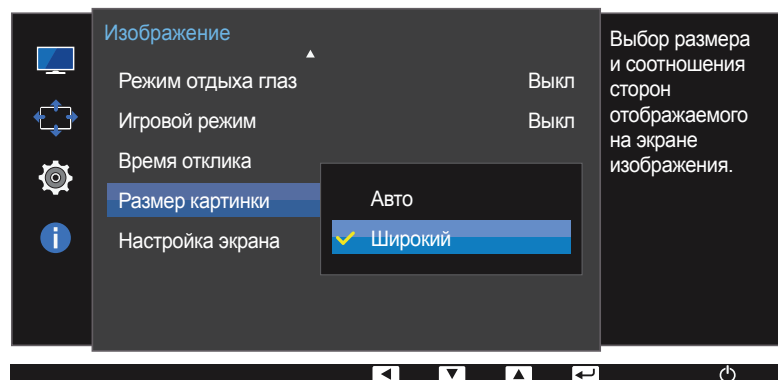 Изображение
Режим отдыха глаз Выкл
Игровой режим Выкл
Время отклика
Размер картинки
Настройка экрана
Авто
Широкий
Выбор размера
и соотношения
сторон
отображаемого
на экране
изображения.